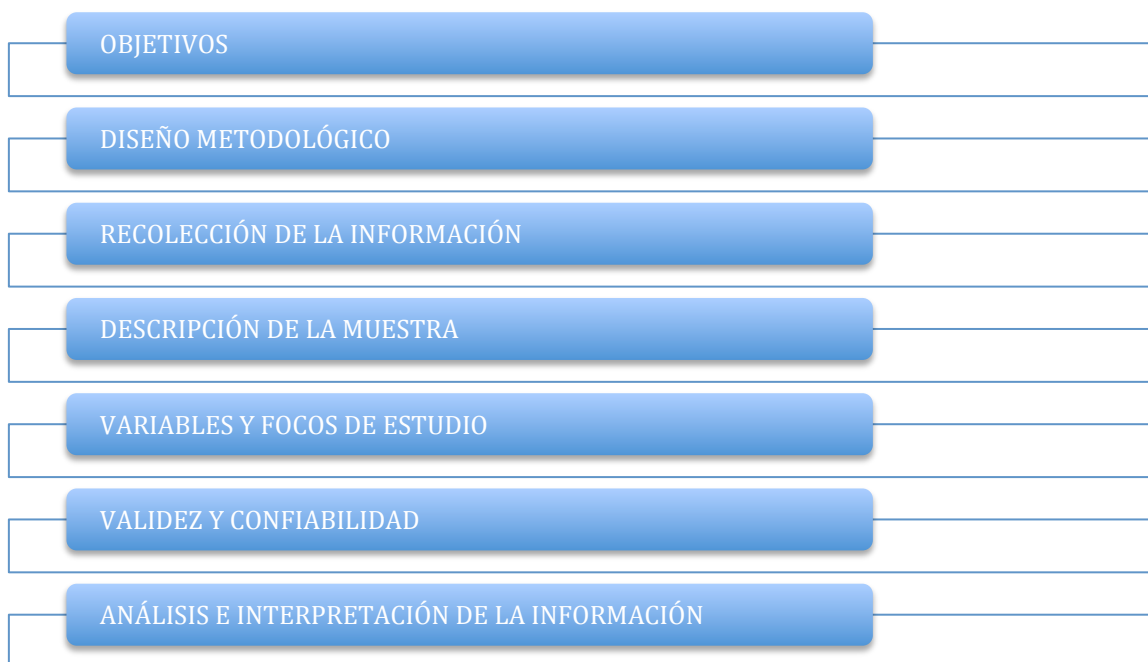 OBJETIVOS
DISEÑO METODOLÓGICO
RECOLECCIÓN DE LA INFORMACIÓN
DESCRIPCIÓN DE LA MUESTRA
VARIABLES Y FOCOS DE ESTUDIO
VALIDEZ Y CONFIABILIDAD
ANÁLISIS E INTERPRETACIÓN DE LA INFORMACIÓN